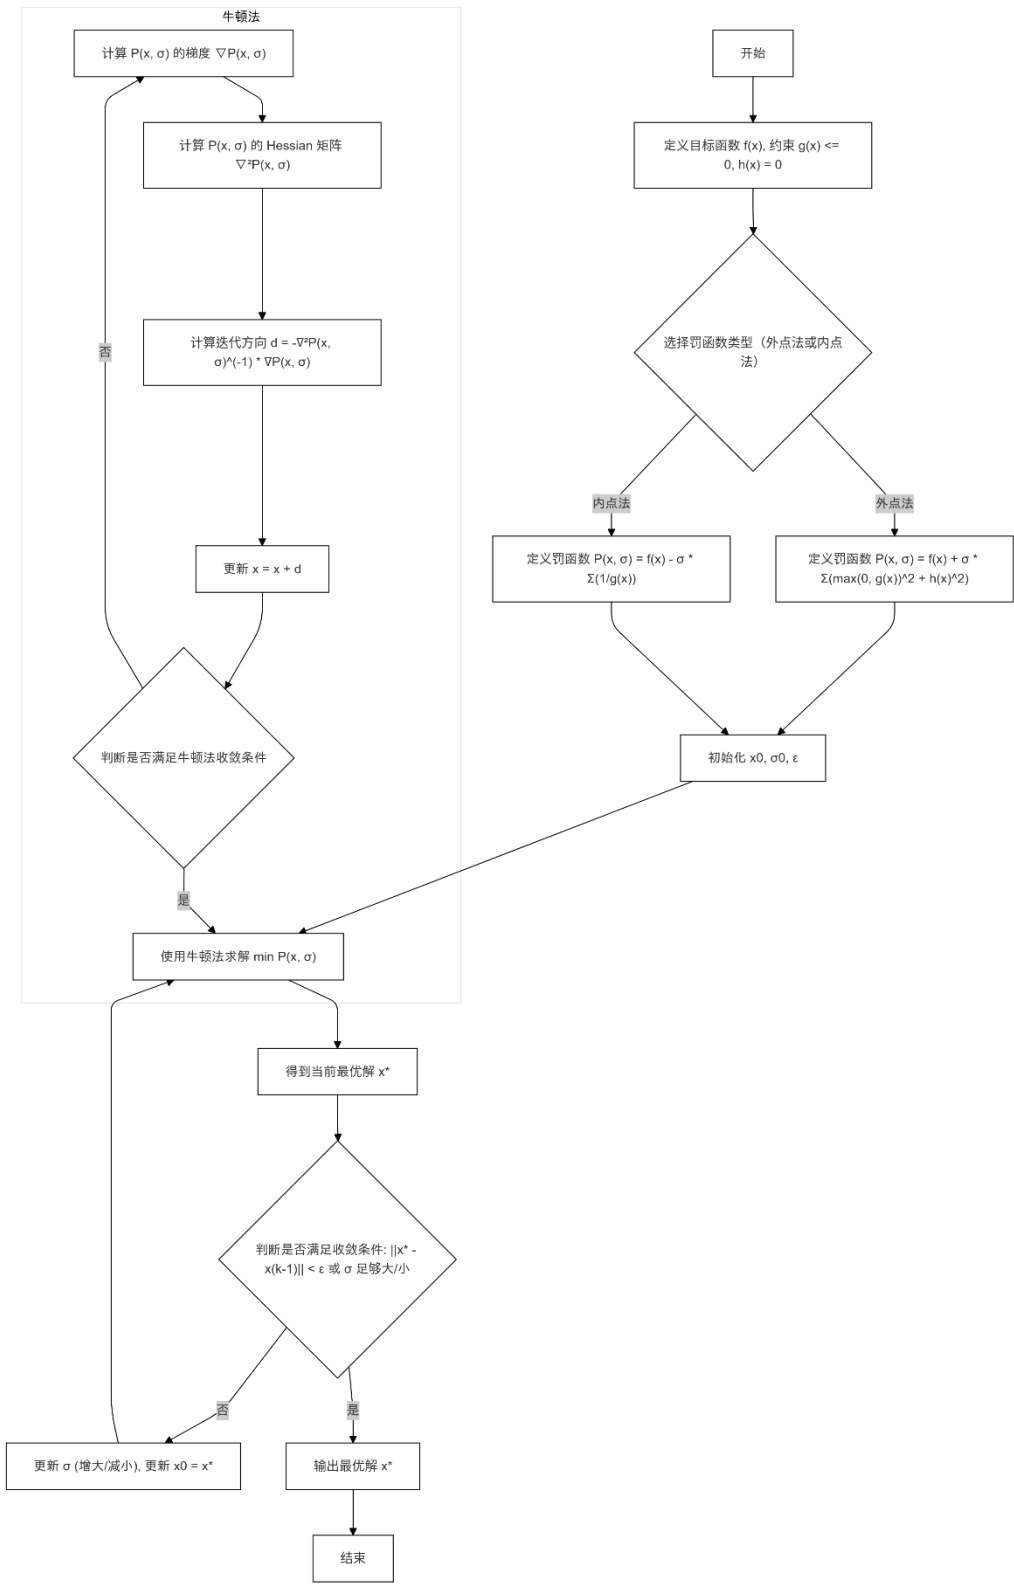 牛顿法
计算 P(x, σ) 的梯度 ▽P(x, σ)
计算 P(x, σ) 的 Hessian 矩阵
▽²P(x, σ)
计算迭代方向 d = -∇²P(x,
σ)^(-1) * ∇P(x, σ)
否
更新 x = x + d
判断是否满足牛顿法收敛条件
是
使用牛顿法求解 min P(x, σ)
开始
定义目标函数 f(x), 约束 g(x) <=
0, h(x) = 0
选择罚函数类型（外点法或内点
法）
内点法
外点法
定义罚函数 P(x, σ) = f(x) - σ *
Σ(1/g(x))
定义罚函数 P(x, σ) = f(x) + σ *
Σ(max(0, g(x))^2 + h(x)^2)
初始化 x0, σ0, ε
得到当前最优解 x*
判断是否满足收敛条件: ||x* -
x(k-1)|| < ε 或 σ 足够大/小
否
是
更新 σ (增大/减小), 更新 x0 = x*
输出最优解 x*
结束